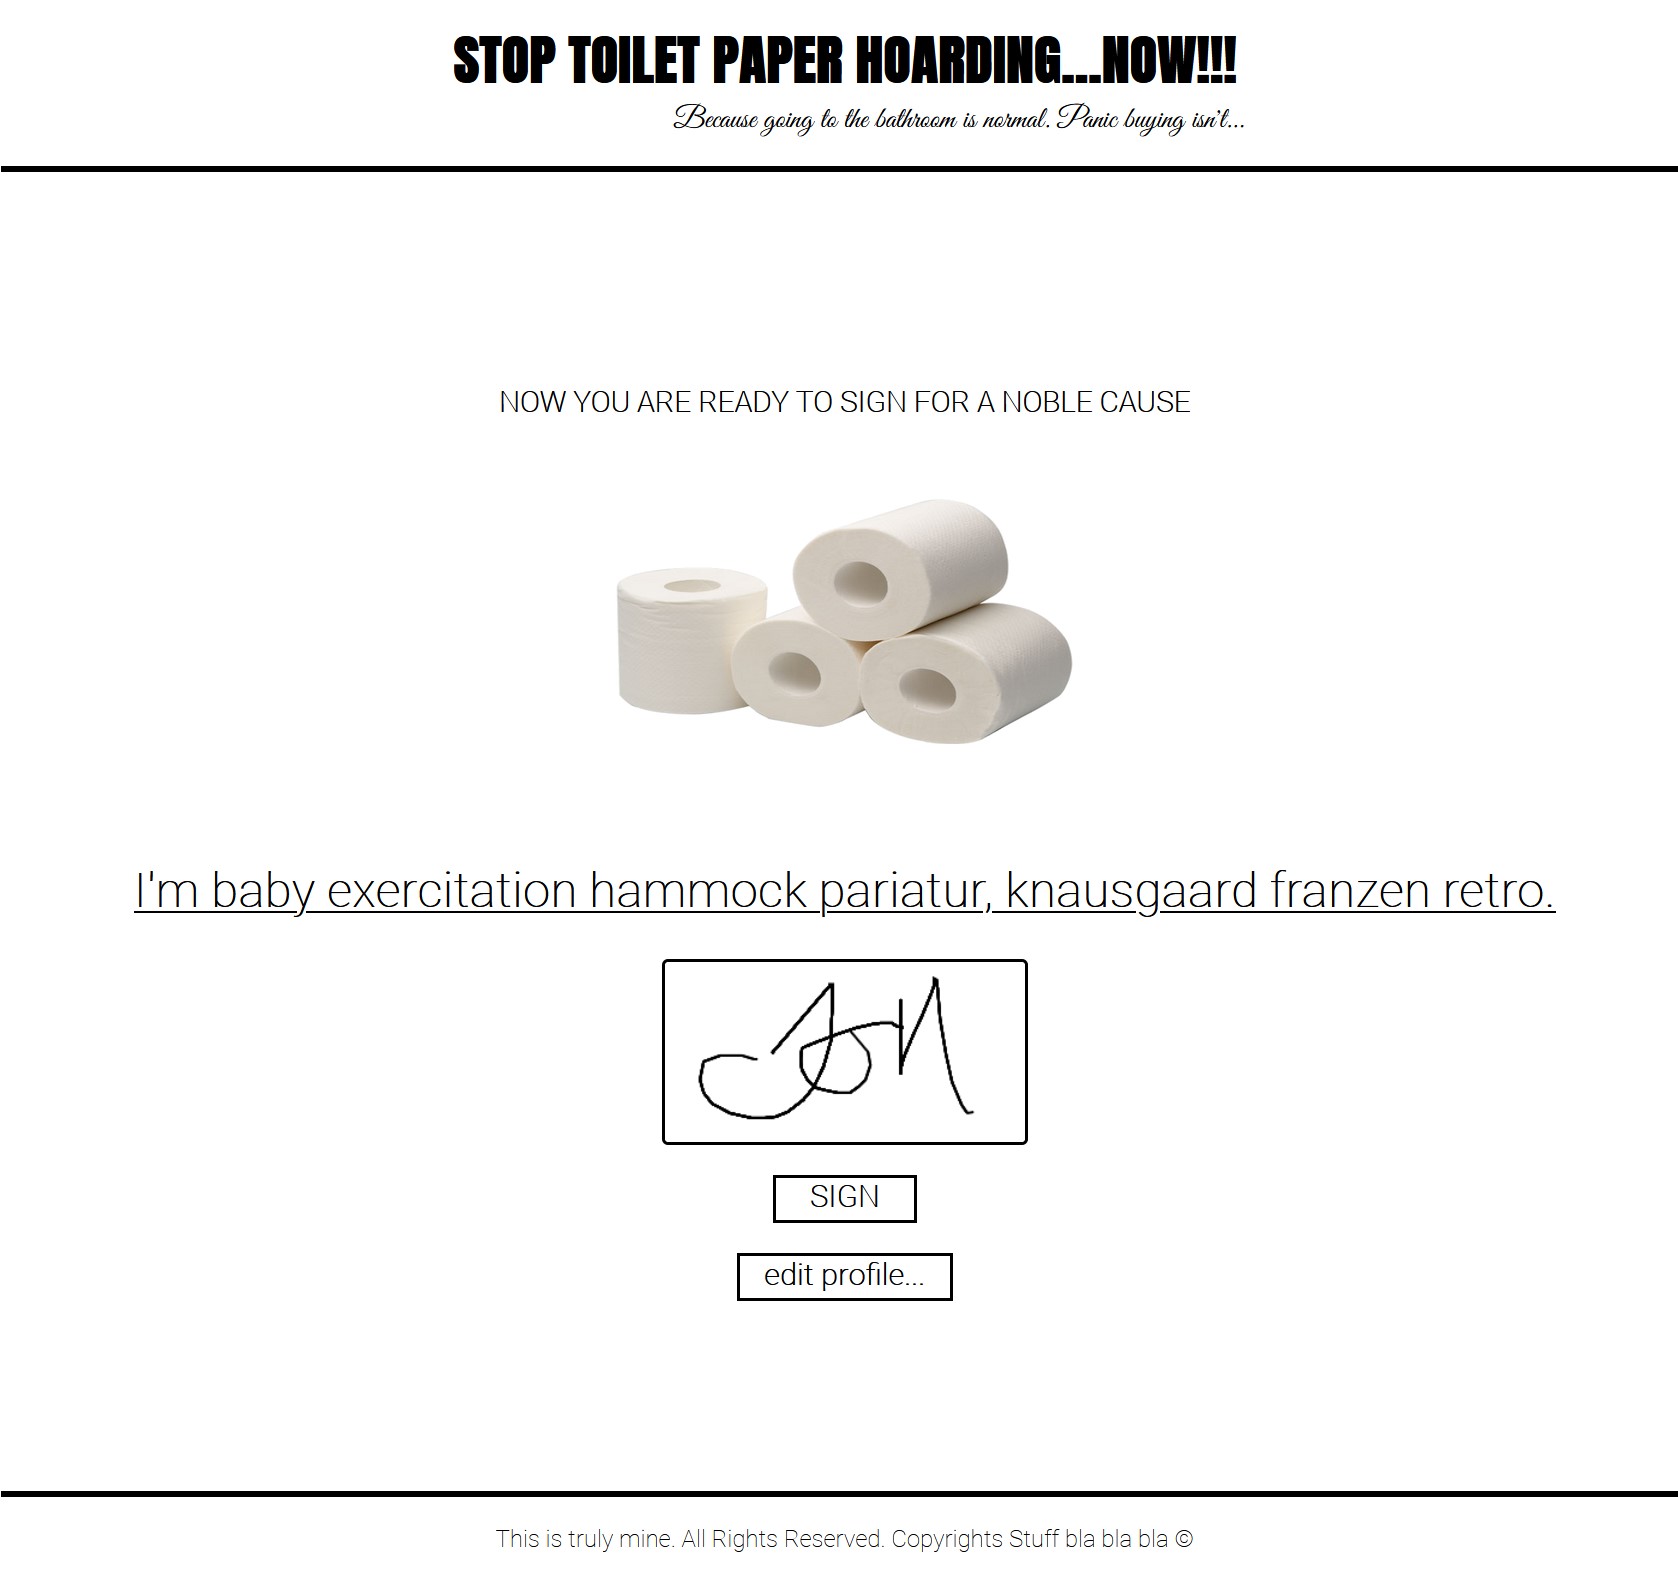 STOP TOILET PAPER HOARDING...NOW!!!
Because going to the bathroom is normal. Panic buying isn't...
NOW YOU ARE READY TO SIGN FOR A NOBLE CAUSE
I'm baby exercitation hammock pariatur, knausgaard franzen retro.
SIGN
edit profile...
This is truly mine. All Rights Reserved. Copyrights Stuff bla bla bla ©